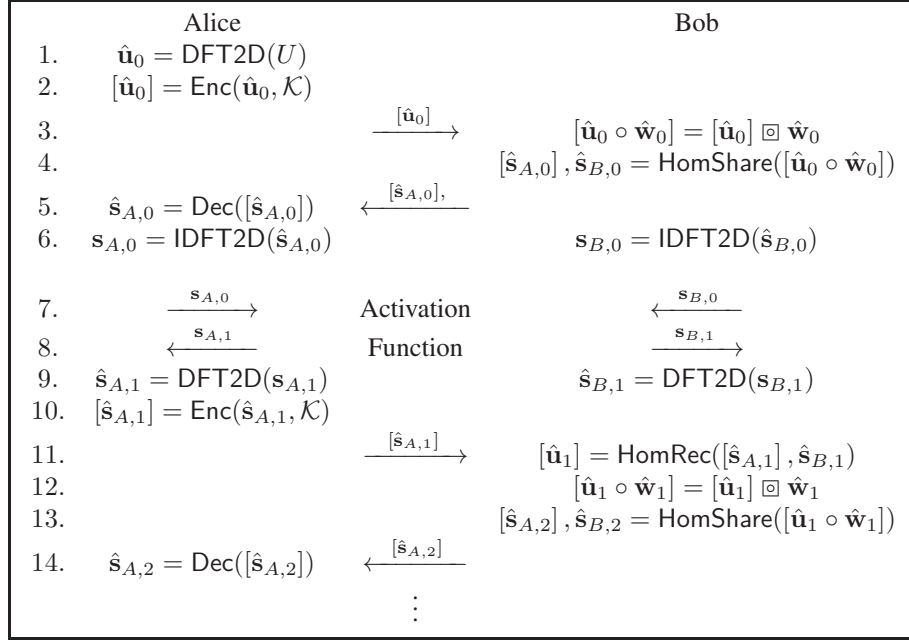 Alice Bob
1. û₀ = DFT2D(U)
2. [û₀] = Enc(û₀, 𝒦)
3. [û₀] [û₀ ∘ ŵ₀] = [û₀] ⊡ ŵ₀
4. [ŝ_{A,0}] , ŝ_{B,0} = HomShare([û₀ ∘ ŵ₀])
5. ŝ_{A,0} = Dec([ŝ_{A,0}]) [ŝ_{A,0}],
6. s_{A,0} = IDFT2D(ŝ_{A,0}) s_{B,0} = IDFT2D(ŝ_{B,0})
7. s_{A,0} Activation s_{B,0}
8. s_{A,1} Function s_{B,1}
9. ŝ_{A,1} = DFT2D(s_{A,1}) ŝ_{B,1} = DFT2D(s_{B,1})
10. [ŝ_{A,1}] = Enc(ŝ_{A,1}, 𝒦)
11. [ŝ_{A,1}] [û₁] = HomRec([ŝ_{A,1}] , ŝ_{B,1})
12. [û₁ ∘ ŵ₁] = [û₁] ⊡ ŵ₁
13. [ŝ_{A,2}] , ŝ_{B,2} = HomShare([û₁ ∘ ŵ₁])
14. ŝ_{A,2} = Dec([ŝ_{A,2}]) [ŝ_{A,2}]
⋮